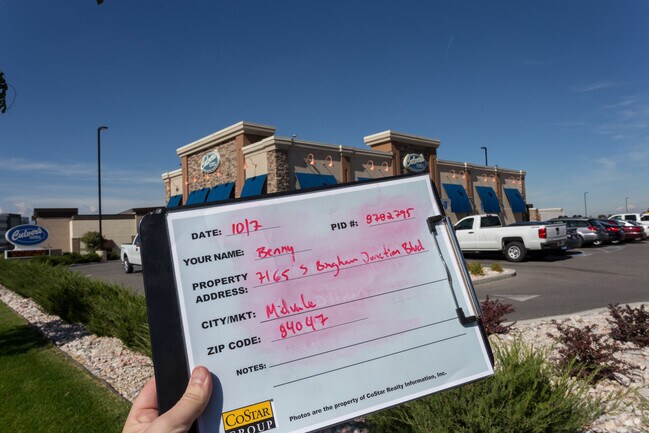 Culver's
DATE: 10/7 PID #: 8782795
YOUR NAME: Benny
PROPERTY ADDRESS: 7165 S Bingham Junction Blvd
CITY/MKT: Midvale
ZIP CODE: 84047
NOTES:
COSTAR GROUP
Photos are the property of CoStar Realty Information, Inc.